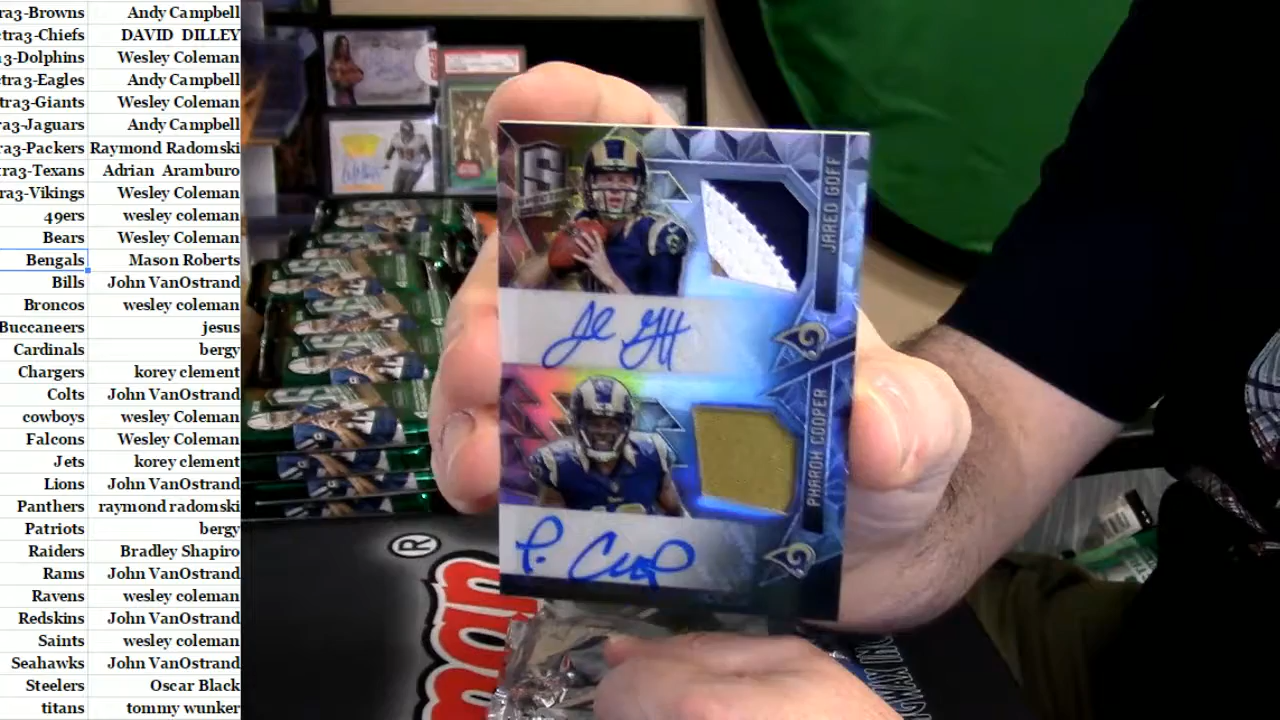 tra3-Browns Andy Campbell
tra3-Chiefs DAVID DILLEY
a3-Dolphins Wesley Coleman
tra3-Eagles Andy Campbell
tra3-Giants Wesley Coleman
ra3-Jaguars Andy Campbell
ra3-Packers Raymond Radomski
tra3-Texans Adrian Aramburo
ra3-Vikings Wesley Coleman
49ers wesley coleman
Bears Wesley Coleman
Bengals Mason Roberts
Bills John VanOstrand
Broncos wesley coleman
Buccaneers jesus
Cardinals bergy
Chargers korey clement
Colts John VanOstrand
cowboys wesley Coleman
Falcons Wesley Coleman
Jets korey clement
Lions John VanOstrand
Panthers raymond radomski
Patriots bergy
Raiders Bradley Shapiro
Rams John VanOstrand
Ravens wesley coleman
Redskins John VanOstrand
Saints wesley coleman
Seahawks John VanOstrand
Steelers Oscar Black
titans tommy wunker
JARED GOFF
PHAROH COOPER
®